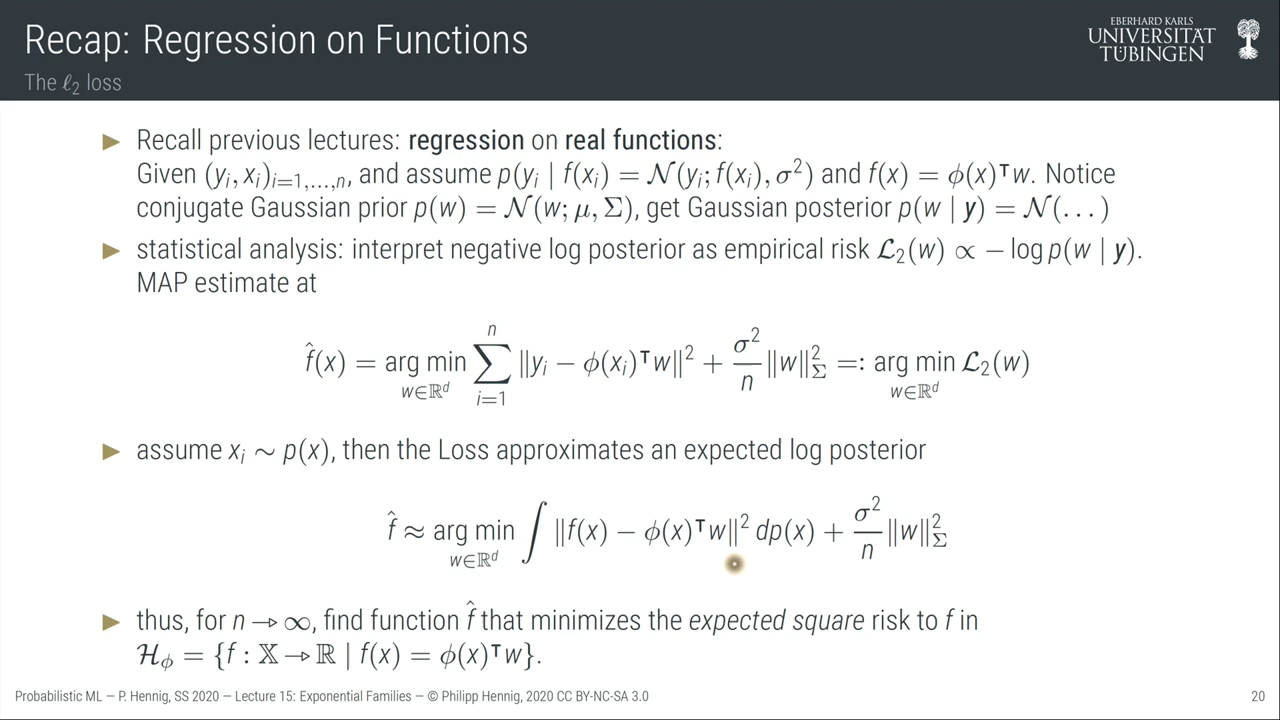 Recap: Regression on Functions
The ℓ₂ loss
EBERHARD KARLS
UNIVERSITÄT
TÜBINGEN
▶ Recall previous lectures: regression on real functions:
Given (yᵢ, xᵢ)ᵢ₌₁,...,ₙ, and assume p(yᵢ | f(xᵢ) = 𝒩(yᵢ; f(xᵢ), σ²) and f(x) = ϕ(x)ᵀw. Notice
conjugate Gaussian prior p(w) = 𝒩(w; μ, Σ), get Gaussian posterior p(w | y) = 𝒩(. . . )
▶ statistical analysis: interpret negative log posterior as empirical risk ℒ₂(w) ∝ − log p(w | y).
MAP estimate at
f̂(x) = arg min_{w∈ℝᵈ} ∑_{i=1}^{n} ‖yᵢ − ϕ(xᵢ)ᵀw‖² + σ²/n ‖w‖²_Σ =: arg min_{w∈ℝᵈ} ℒ₂(w)
▶ assume xᵢ ∼ p(x), then the Loss approximates an expected log posterior
f̂ ≈ arg min_{w∈ℝᵈ} ∫ ‖f(x) − ϕ(x)ᵀw‖² dp(x) + σ²/n ‖w‖²_Σ
▶ thus, for n → ∞, find function f̂ that minimizes the expected square risk to f in
ℋ_ϕ = {f : 𝕏 → ℝ | f(x) = ϕ(x)ᵀw}.
Probabilistic ML — P. Hennig, SS 2020 — Lecture 15: Exponential Families — © Philipp Hennig, 2020 CC BY-NC-SA 3.0
20